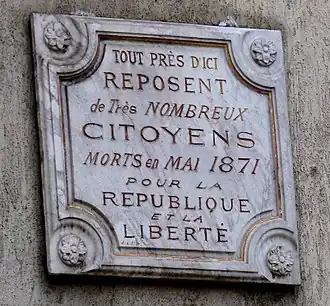 TOUT PRÈS D'ICI
REPOSENT
de Très NOMBREUX
CITOYENS
MORTS en MAI 1871
POUR LA
REPUBLIQUE
ET LA
LIBERTÉ